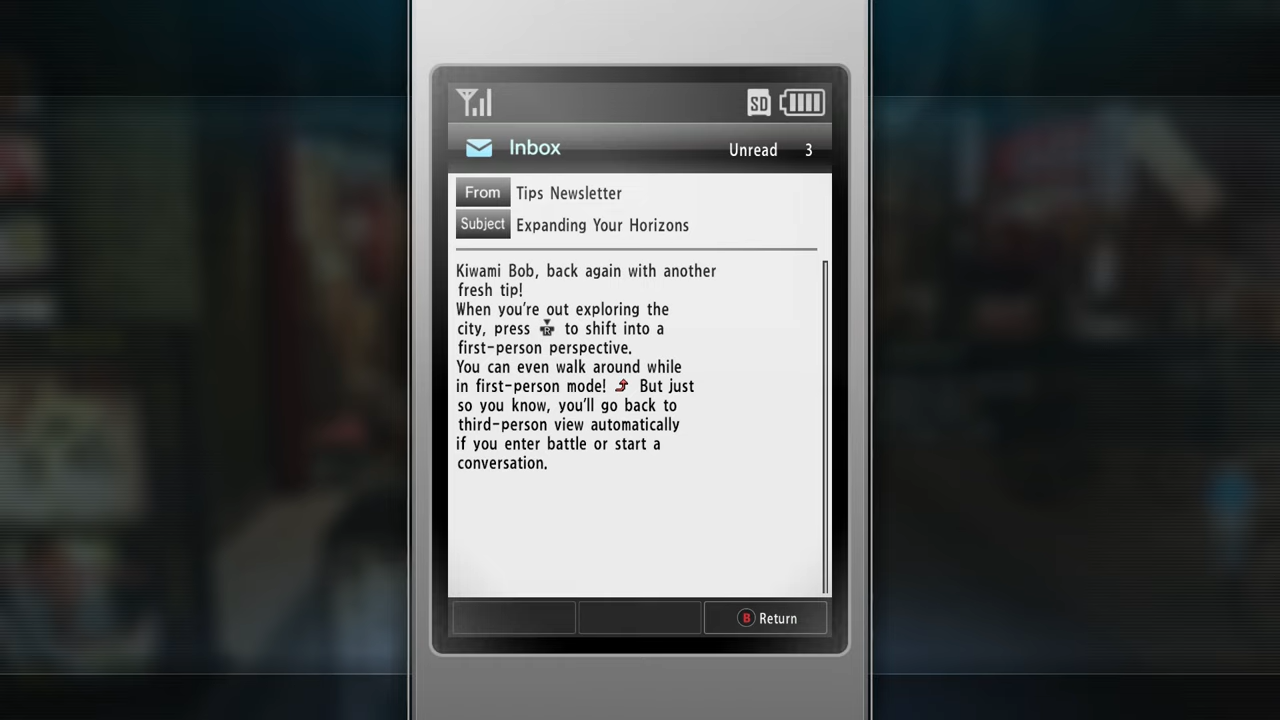 SD
Inbox
Unread 3
From Tips Newsletter
Subject Expanding Your Horizons
Kiwami Bob, back again with another
fresh tip!
When you're out exploring the
city, press R to shift into a
first-person perspective.
You can even walk around while
in first-person mode! But just
so you know, you'll go back to
third-person view automatically
if you enter battle or start a
conversation.
B Return